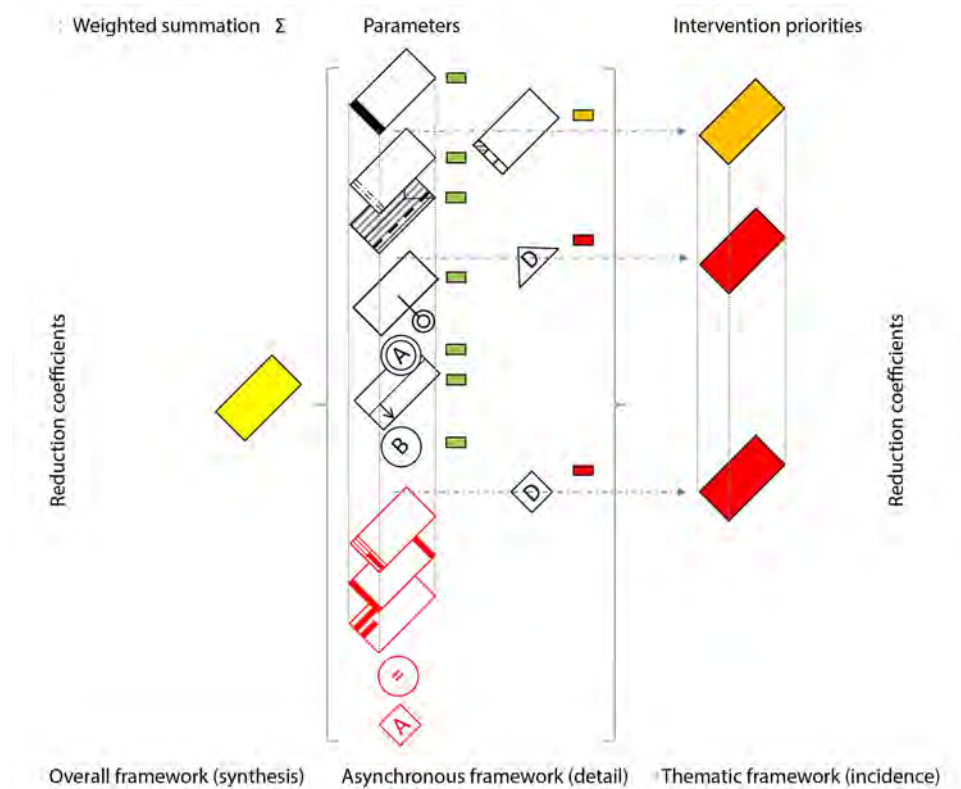 : Weighted summation Σ
Parameters
Intervention priorities
D
A
B
D
=
A
Reduction coefficients
Reduction coefficients
Overall framework (synthesis)
Asynchronous framework (detail)
Thematic framework (incidence)